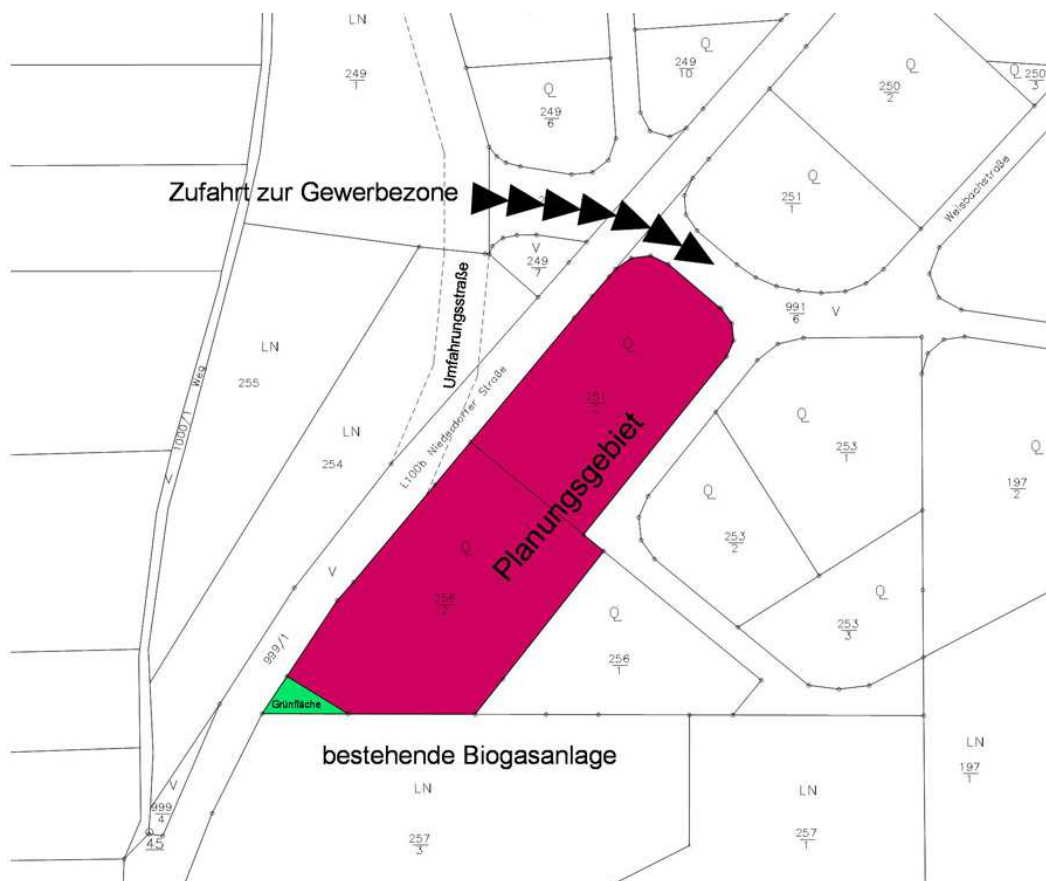 LN
249
1
Q
249
6
Q
249
10
Q
250
2
Q
250
3
Zufahrt zur Gewerbezone
Q
251
1
Welsbachstraße
V
249
7
991
6
V
Umfahrungsstraße
LN
255
Weg
1000/1
V
LN
254
L100b Niedesdorfer Straße
Q
251
Planungsgebiet
Q
253
1
Q
197
2
Q
253
2
Q
256
2
V
999/1
Q
256
1
Q
253
3
Grünfläche
bestehende Biogasanlage
LN
197
1
V
999
4
45
LN
257
3
LN
257
1